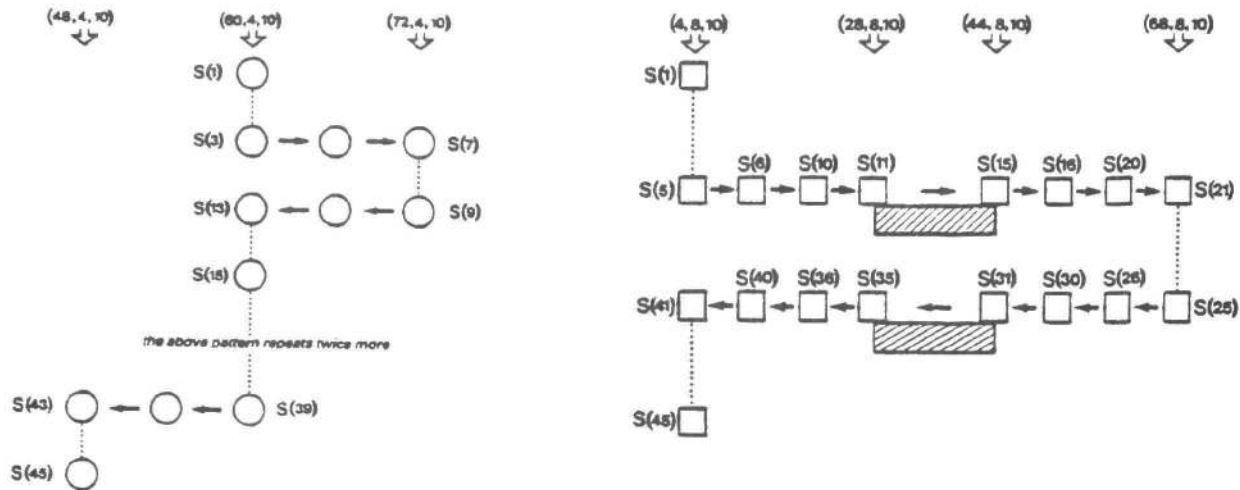 (48,4,10) (60,4,10) (72,4,10)
S(1)
S(3) S(7)
S(13) S(9)
S(15)
the above pattern repeats twice more
S(43) S(39)
S(45)
(4,8,10) (28,8,10) (44,8,10) (68,8,10)
S(1)
S(6) S(10) S(11) S(15) S(16) S(20)
S(5) S(21)
S(40) S(36) S(35) S(31) S(30) S(26)
S(41) S(25)
S(45)